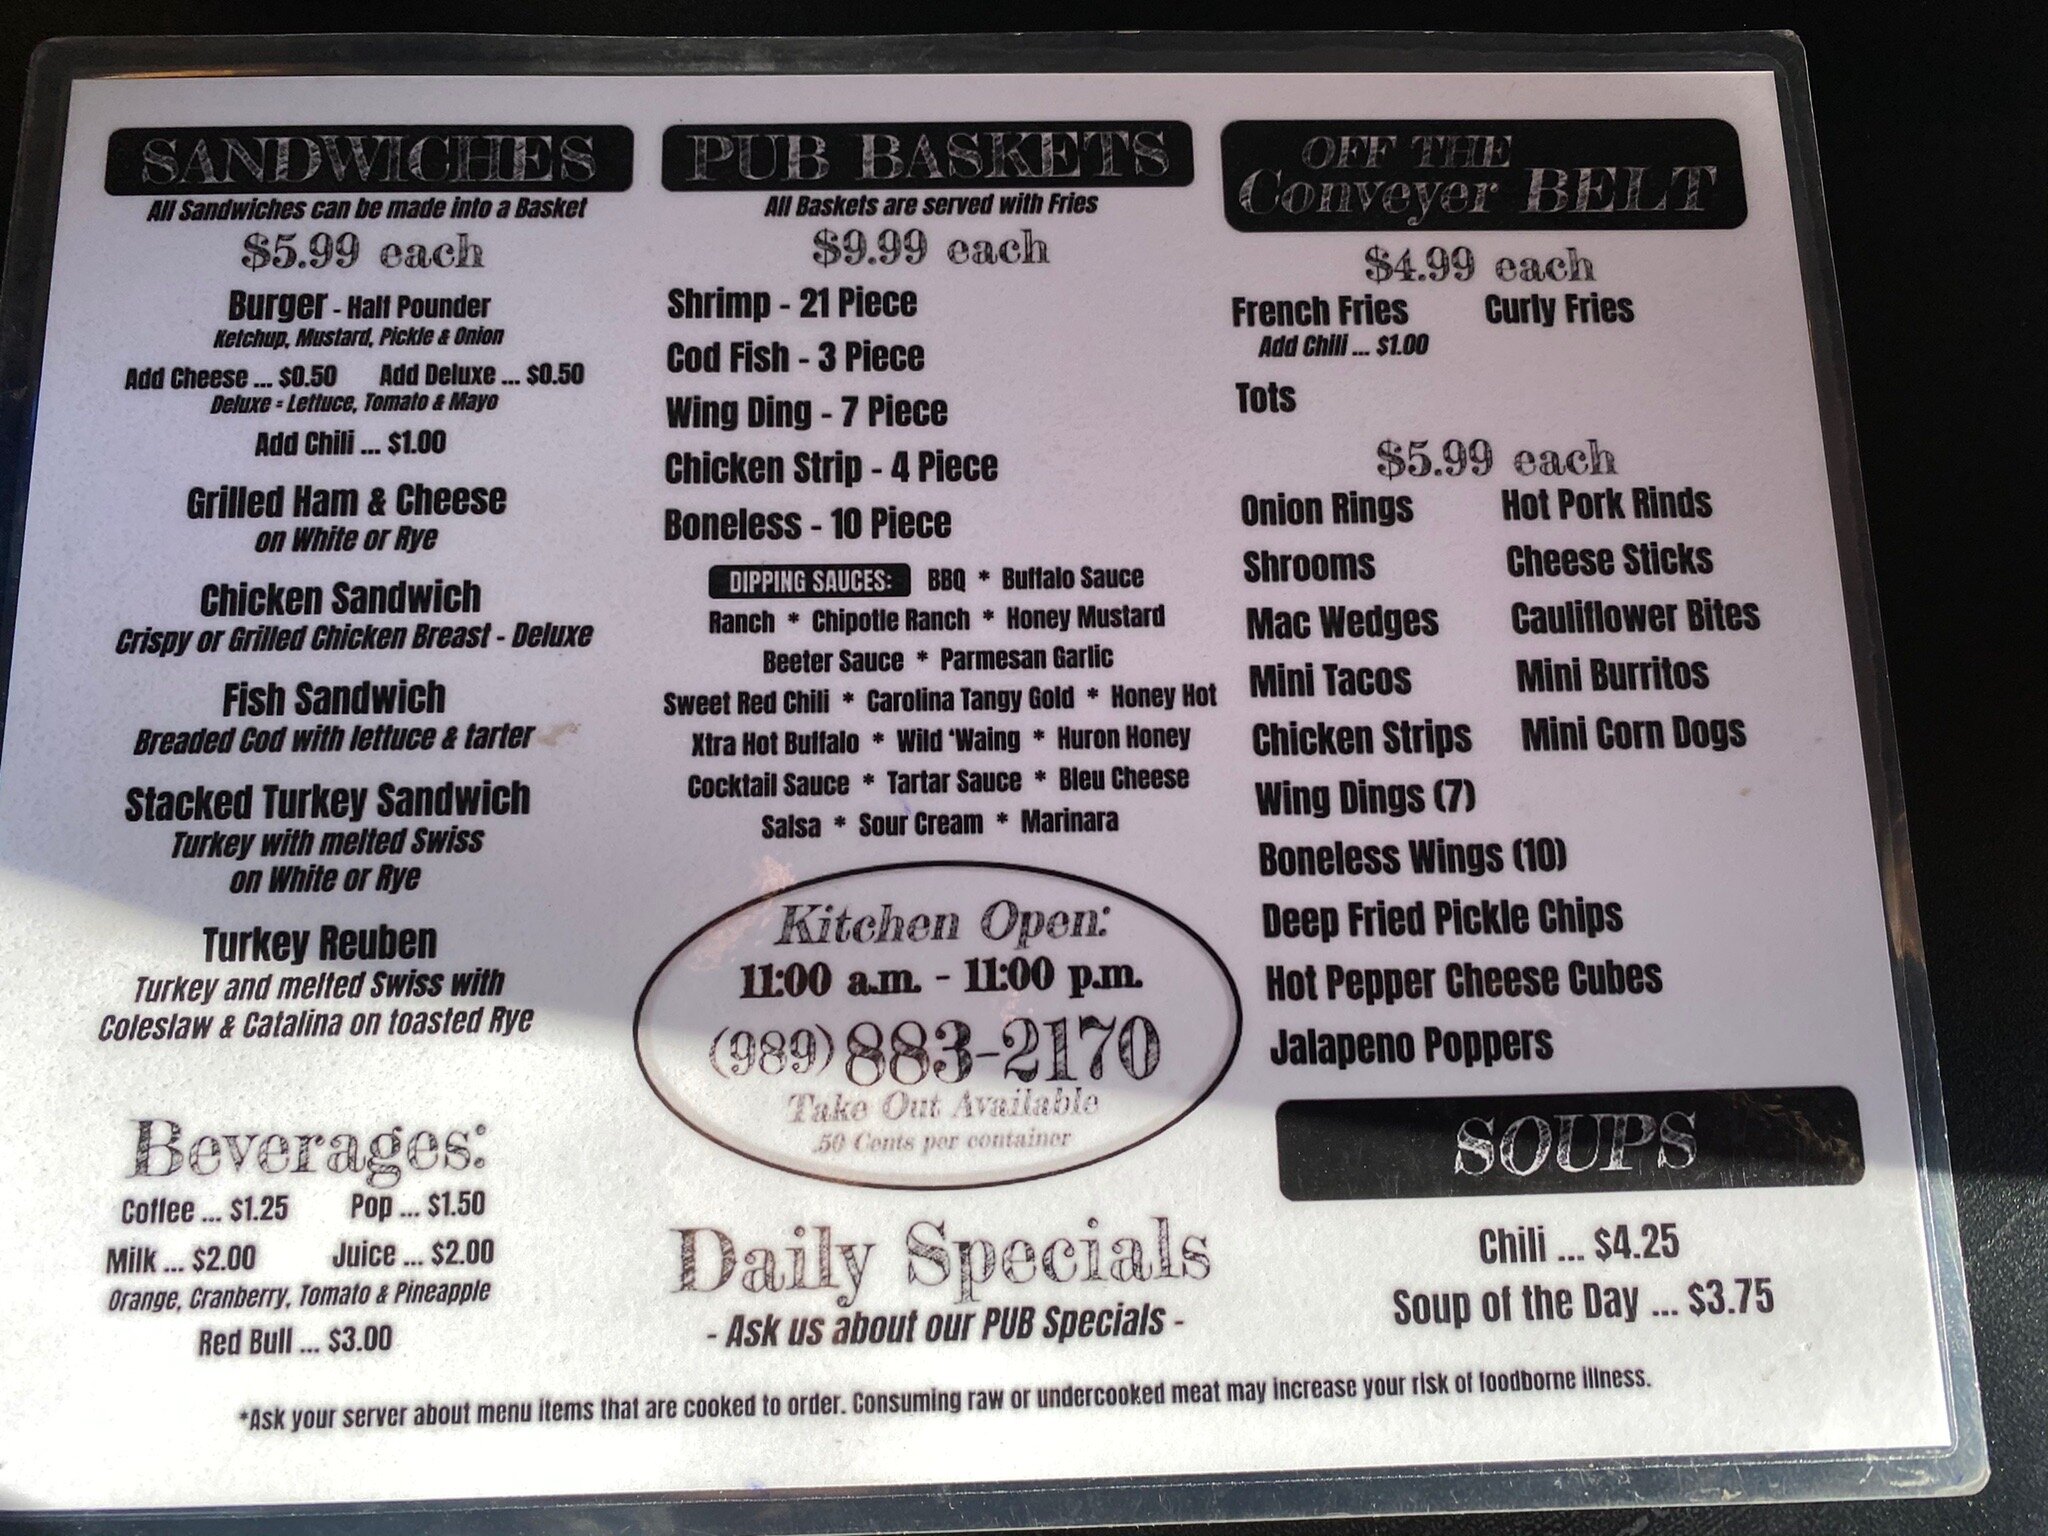 SANDWICHES
All Sandwiches can be made into a Basket
$5.99 each
Burger - Half Pounder
Ketchup, Mustard, Pickle & Onion
Add Cheese ... $0.50 Add Deluxe ... $0.50
Deluxe = Lettuce, Tomato & Mayo
Add Chili ... $1.00
Grilled Ham & Cheese
on White or Rye
Chicken Sandwich
Crispy or Grilled Chicken Breast - Deluxe
Fish Sandwich
Breaded Cod with lettuce & tarter
Stacked Turkey Sandwich
Turkey with melted Swiss
on White or Rye
Turkey Reuben
Turkey and melted Swiss with
Coleslaw & Catalina on toasted Rye
Beverages:
Coffee ... $1.25 Pop ... $1.50
Milk ... $2.00 Juice ... $2.00
Orange, Cranberry, Tomato & Pineapple
Red Bull ... $3.00
PUB BASKETS
All Baskets are served with Fries
$9.99 each
Shrimp - 21 Piece
Cod Fish - 3 Piece
Wing Ding - 7 Piece
Chicken Strip - 4 Piece
Boneless - 10 Piece
DIPPING SAUCES: BBQ * Buffalo Sauce
Ranch * Chipotle Ranch * Honey Mustard
Beeter Sauce * Parmesan Garlic
Sweet Red Chili * Carolina Tangy Gold * Honey Hot
Xtra Hot Buffalo * Wild ‘Waing * Huron Honey
Cocktail Sauce * Tartar Sauce * Bleu Cheese
Salsa * Sour Cream * Marinara
Kitchen Open:
11:00 a.m. - 11:00 p.m.
(989) 883-2170
Take Out Available
.50 Cents per container
Daily Specials
- Ask us about our PUB Specials -
OFF THE
Conveyer BELT
$4.99 each
French Fries Curly Fries
Add Chili ... $1.00
Tots
$5.99 each
Onion Rings Hot Pork Rinds
Shrooms Cheese Sticks
Mac Wedges Cauliflower Bites
Mini Tacos Mini Burritos
Chicken Strips Mini Corn Dogs
Wing Dings (7)
Boneless Wings (10)
Deep Fried Pickle Chips
Hot Pepper Cheese Cubes
Jalapeno Poppers
SOUPS
Chili ... $4.25
Soup of the Day ... $3.75
*Ask your server about menu items that are cooked to order. Consuming raw or undercooked meat may increase your risk of foodborne illness.